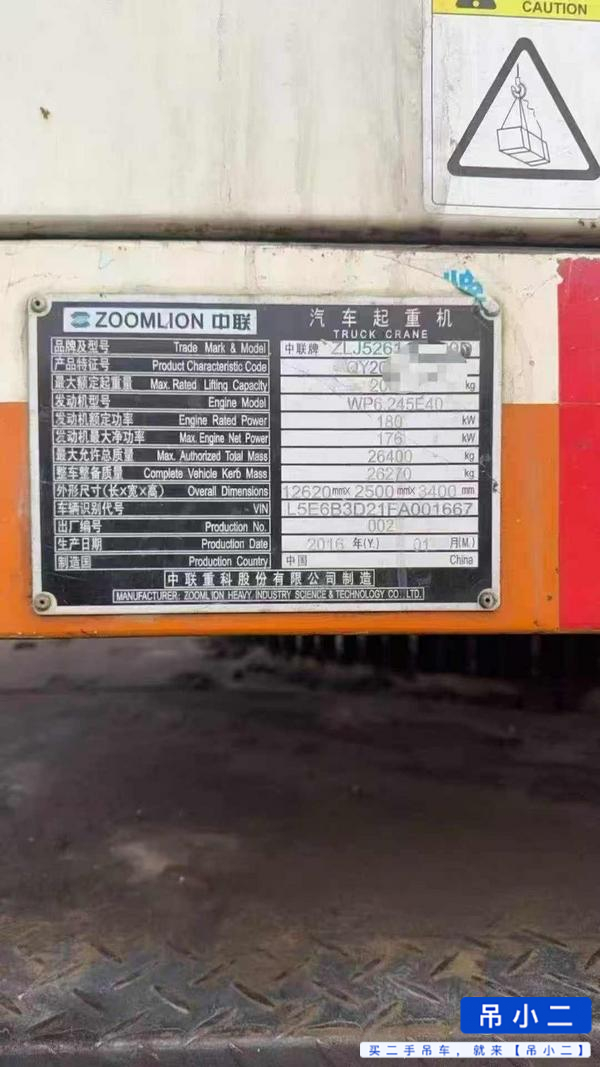 CAUTION
ZOOMLION 中联 汽车起重机
TRUCK CRANE
品牌及型号 Trade Mark & Model 中联牌 ZLJ526
产品特征号 Product Characteristic Code QY20
最大额定起重量 Max. Rated Lifting Capacity 20 kg
发动机型号 Engine Model WP6.245E40
发动机额定功率 Engine Rated Power 180 kW
发动机最大净功率 Max. Engine Net Power 176 kW
最大允许总质量 Max. Authorized Total Mass 26400 kg
整车整备质量 Complete Vehicle Kerb Mass 26270 kg
外形尺寸(长×宽×高) Overall Dimensions 12620 mm× 2500 mm× 3400 mm
车辆识别代号 VIN L5E6B3D21FA001667
出厂编号 Production No. 002
生产日期 Production Date 2016 年(Y.) 01 月(M.)
制造国 Production Country 中国 China
中联重科股份有限公司制造
MANUFACTURER: ZOOMLION HEAVY INDUSTRY SCIENCE & TECHNOLOGY CO., LTD.
吊小二
买二手吊车，就来【吊小二】